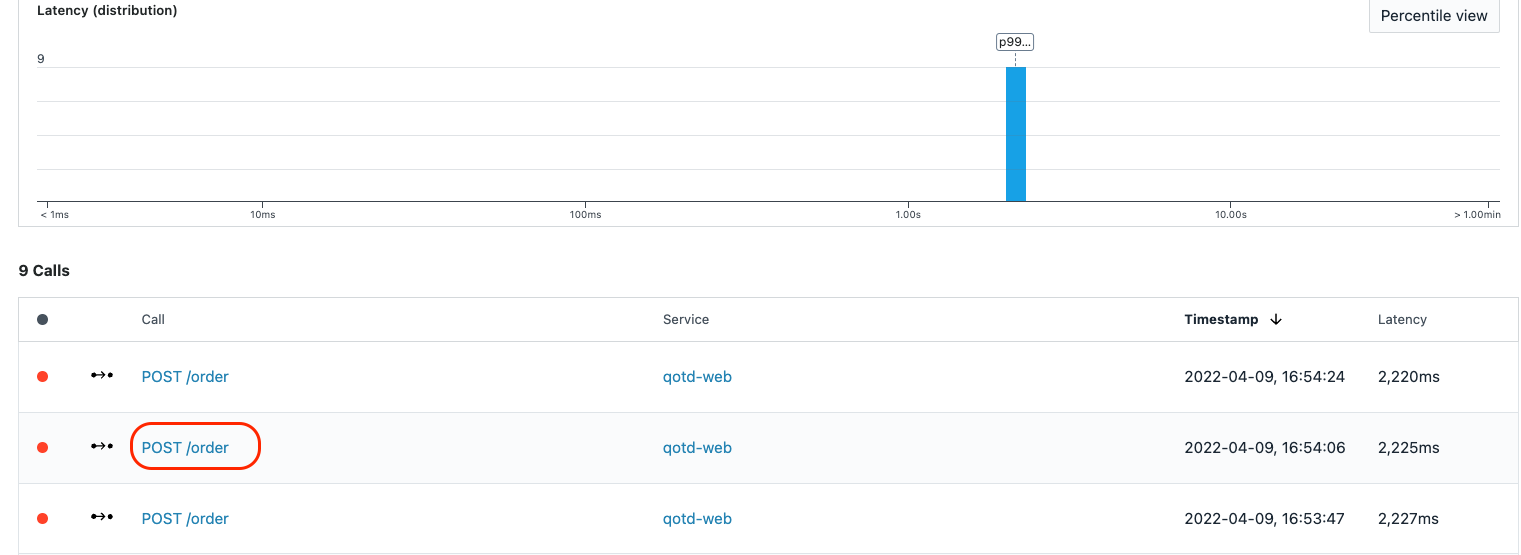 Latency (distribution)
Percentile view
p99...
9
< 1ms 10ms 100ms 1.00s 10.00s > 1.00min
9 Calls
Call Service Timestamp Latency
POST /order qotd-web 2022-04-09, 16:54:24 2,220ms
POST /order qotd-web 2022-04-09, 16:54:06 2,225ms
POST /order qotd-web 2022-04-09, 16:53:47 2,227ms